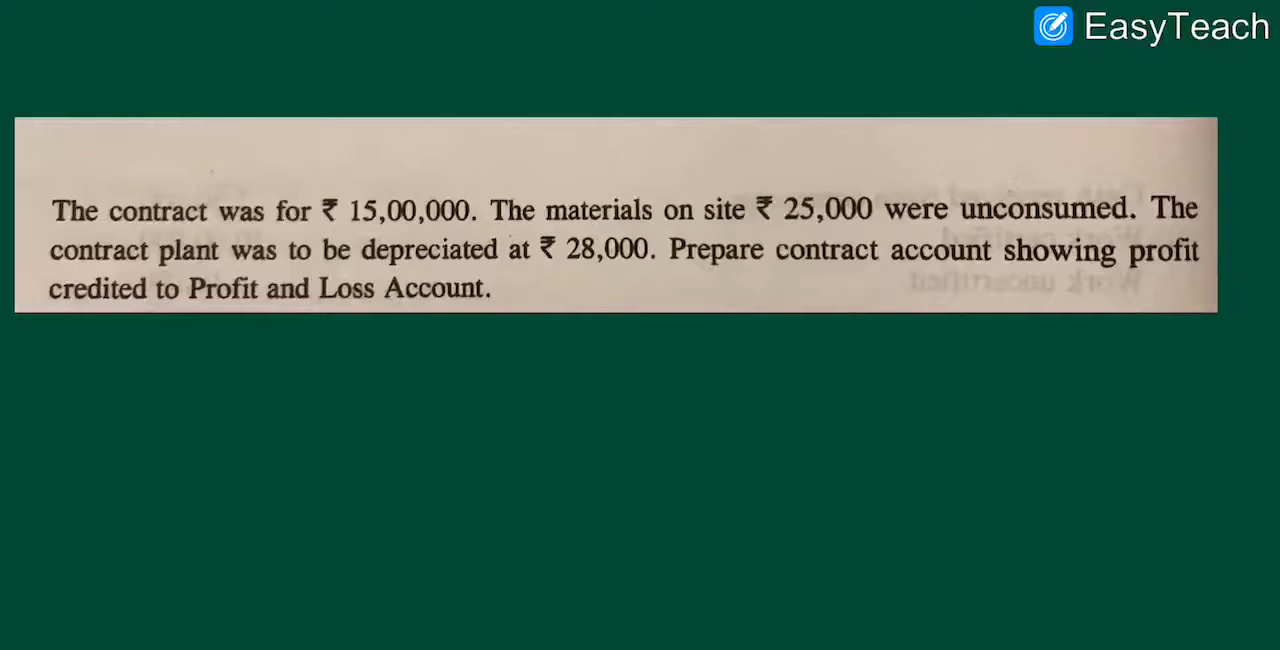 EasyTeach
The contract was for ₹ 15,00,000. The materials on site ₹ 25,000 were unconsumed. The
contract plant was to be depreciated at ₹ 28,000. Prepare contract account showing profit
credited to Profit and Loss Account.